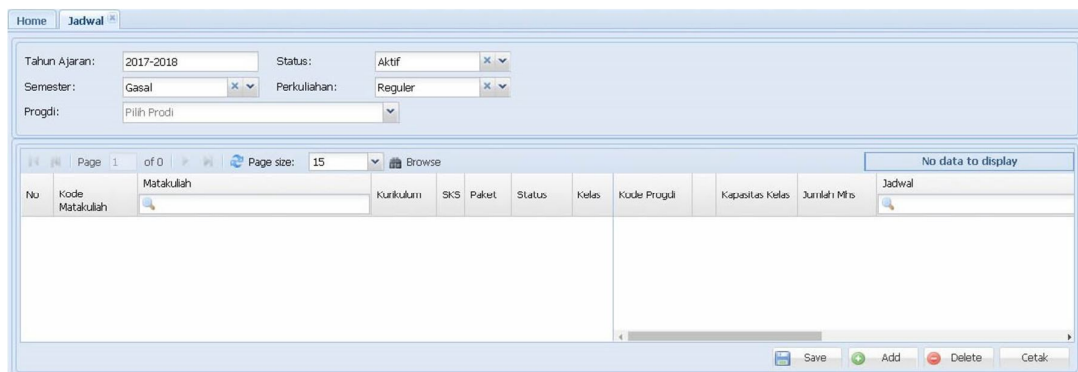 Home Jadwal
Tahun Ajaran: 2017-2018 Status: Aktif
Semester: Gasal Perkuliahan: Reguler
Progdi: Pilih Prodi
Page 1 of 0 Page size: 15 Browse No data to display
No Kode Matakuliah Matakuliah Kurikulum SKS Paket Status Kelas Kode Progdi Kapasitas Kelas Jumlah Mhs Jadwal
Save Add Delete Cetak